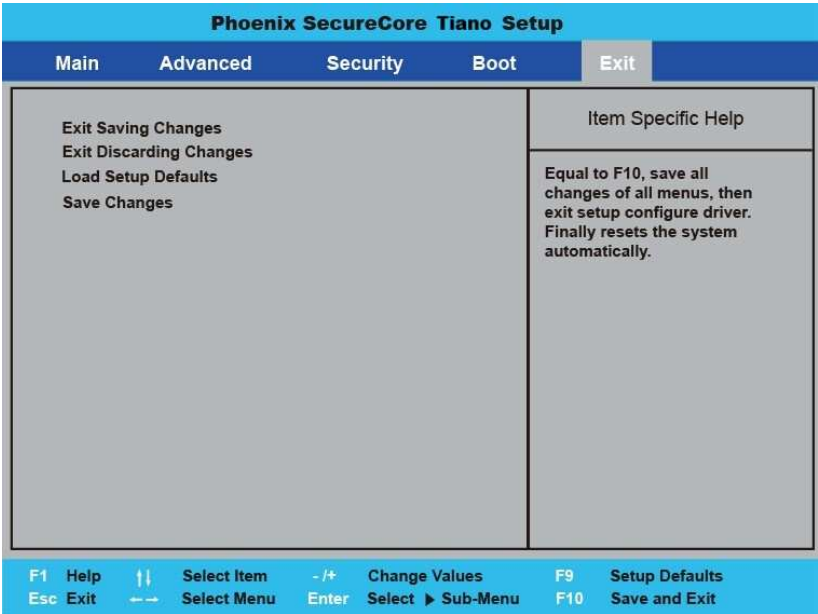 Phoenix SecureCore Tiano Setup
Main Advanced Security Boot Exit
Exit Saving Changes
Exit Discarding Changes
Load Setup Defaults
Save Changes
Item Specific Help
Equal to F10, save all
changes of all menus, then
exit setup configure driver.
Finally resets the system
automatically.
F1 Help ↑↓ Select Item -/+ Change Values F9 Setup Defaults
Esc Exit ←→ Select Menu Enter Select ▶ Sub-Menu F10 Save and Exit